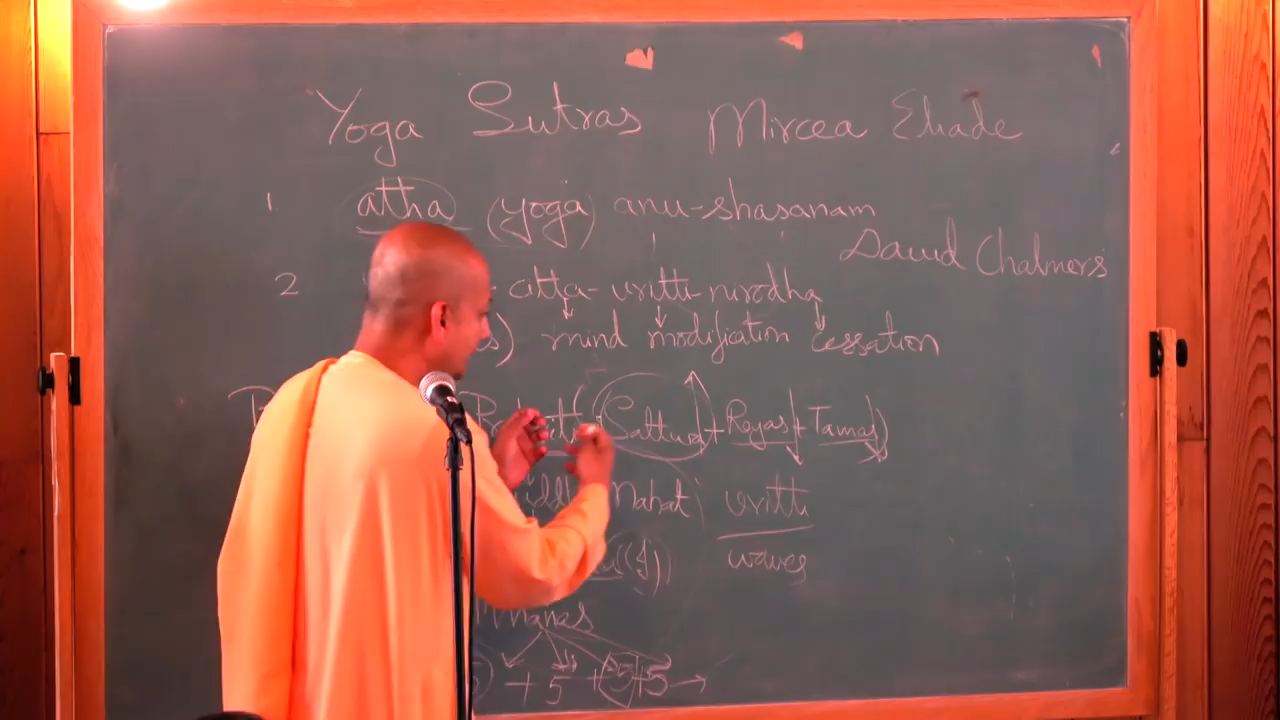 Yoga Sutras Mircea Eliade
1 atha (yoga) anu-shasanam
David Chalmers
2 - vritti-nirodha
mind modification cessation
(Sattva + Rajas + Tamas)
Mahat) vritti
waves
(I))
Manas
+ 5 + 5 + 5 →